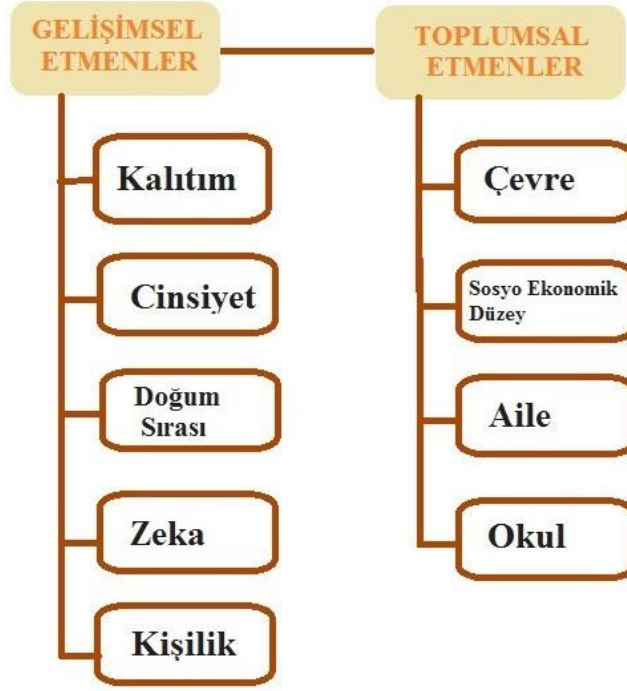 GELİŞİMSEL
ETMENLER
Kalıtım
Cinsiyet
Doğum
Sırası
Zeka
Kişilik
TOPLUMSAL
ETMENLER
Çevre
Sosyo Ekonomik
Düzey
Aile
Okul